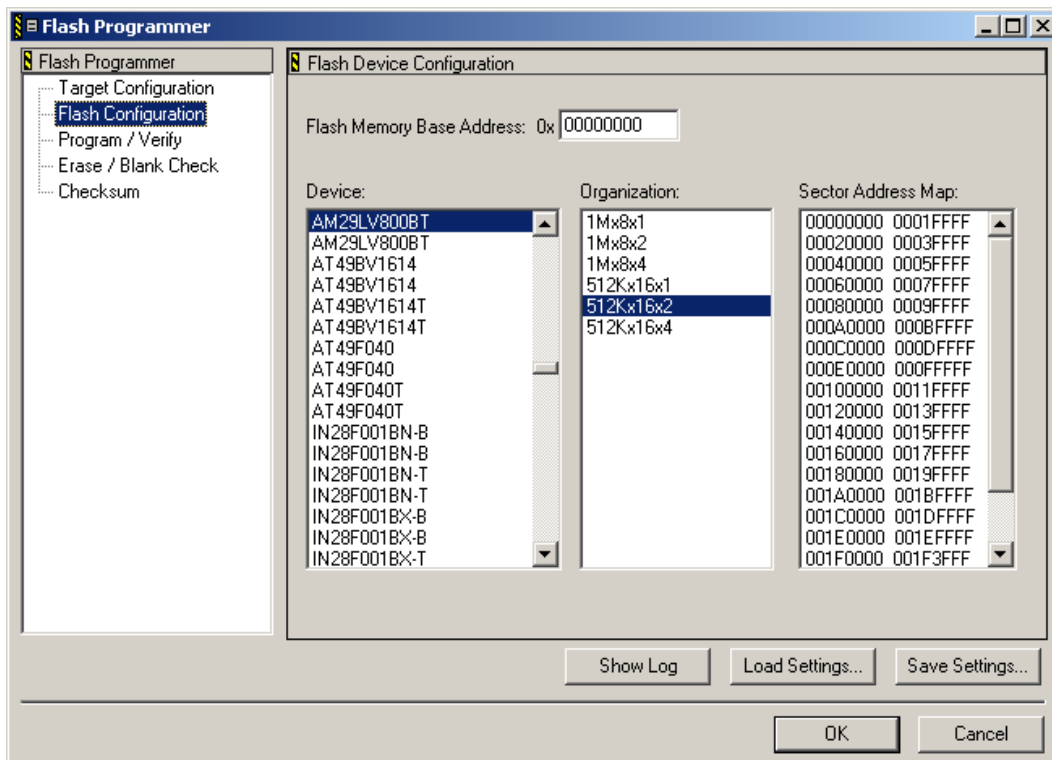 Flash Programmer
Flash Programmer
Target Configuration
Flash Configuration
Program / Verify
Erase / Blank Check
Checksum
Flash Device Configuration
Flash Memory Base Address: 0x 00000000
Device:
AM29LV800BT
AM29LV800BT
AT49BV1614
AT49BV1614
AT49BV1614T
AT49BV1614T
AT49F040
AT49F040
AT49F040T
AT49F040T
IN28F001BN-B
IN28F001BN-B
IN28F001BN-T
IN28F001BN-T
IN28F001BX-B
IN28F001BX-B
IN28F001BX-T
Organization:
1Mx8x1
1Mx8x2
1Mx8x4
512Kx16x1
512Kx16x2
512Kx16x4
Sector Address Map:
00000000 0001FFFF
00020000 0003FFFF
00040000 0005FFFF
00060000 0007FFFF
00080000 0009FFFF
000A0000 000BFFFF
000C0000 000DFFFF
000E0000 000FFFFF
00100000 0011FFFF
00120000 0013FFFF
00140000 0015FFFF
00160000 0017FFFF
00180000 0019FFFF
001A0000 001BFFFF
001C0000 001DFFFF
001E0000 001EFFFF
001F0000 001F3FFF
Show Log
Load Settings...
Save Settings...
OK
Cancel